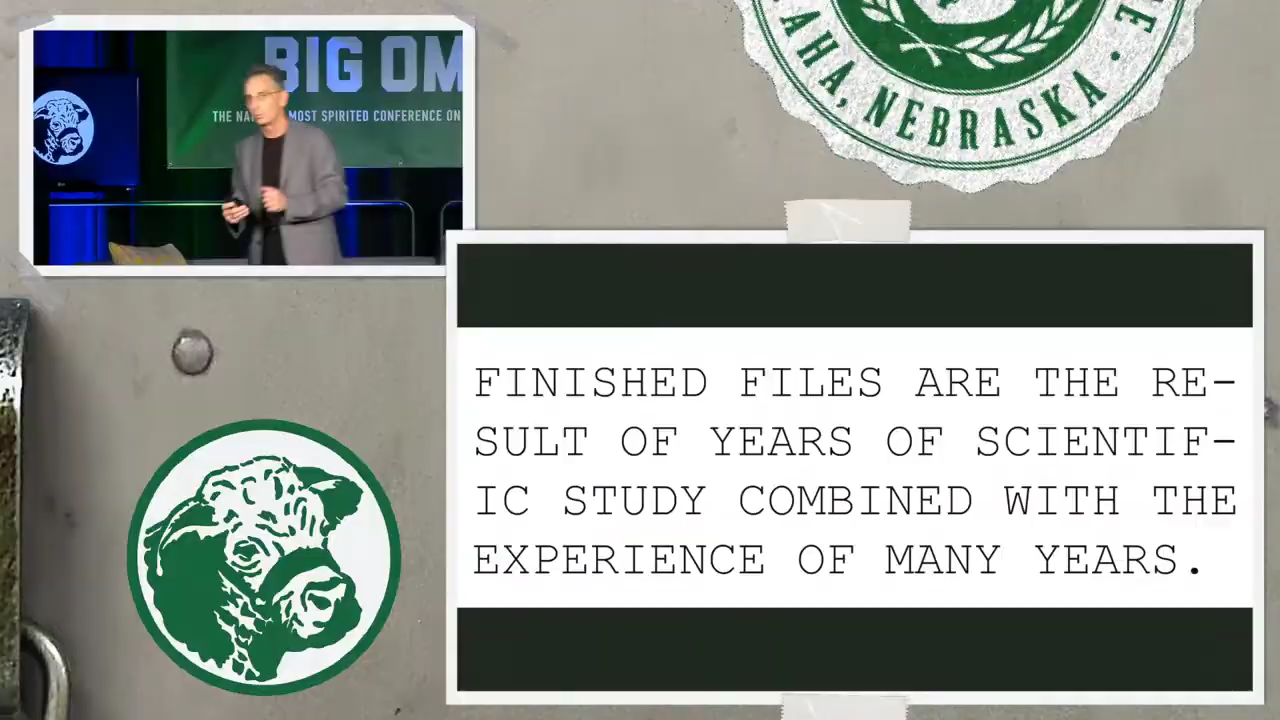 BIG OM
THE NA MOST SPIRITED CONFERENCE ON
AHA, NEBRASKA •
FINISHED FILES ARE THE RE-
SULT OF YEARS OF SCIENTIF-
IC STUDY COMBINED WITH THE
EXPERIENCE OF MANY YEARS.